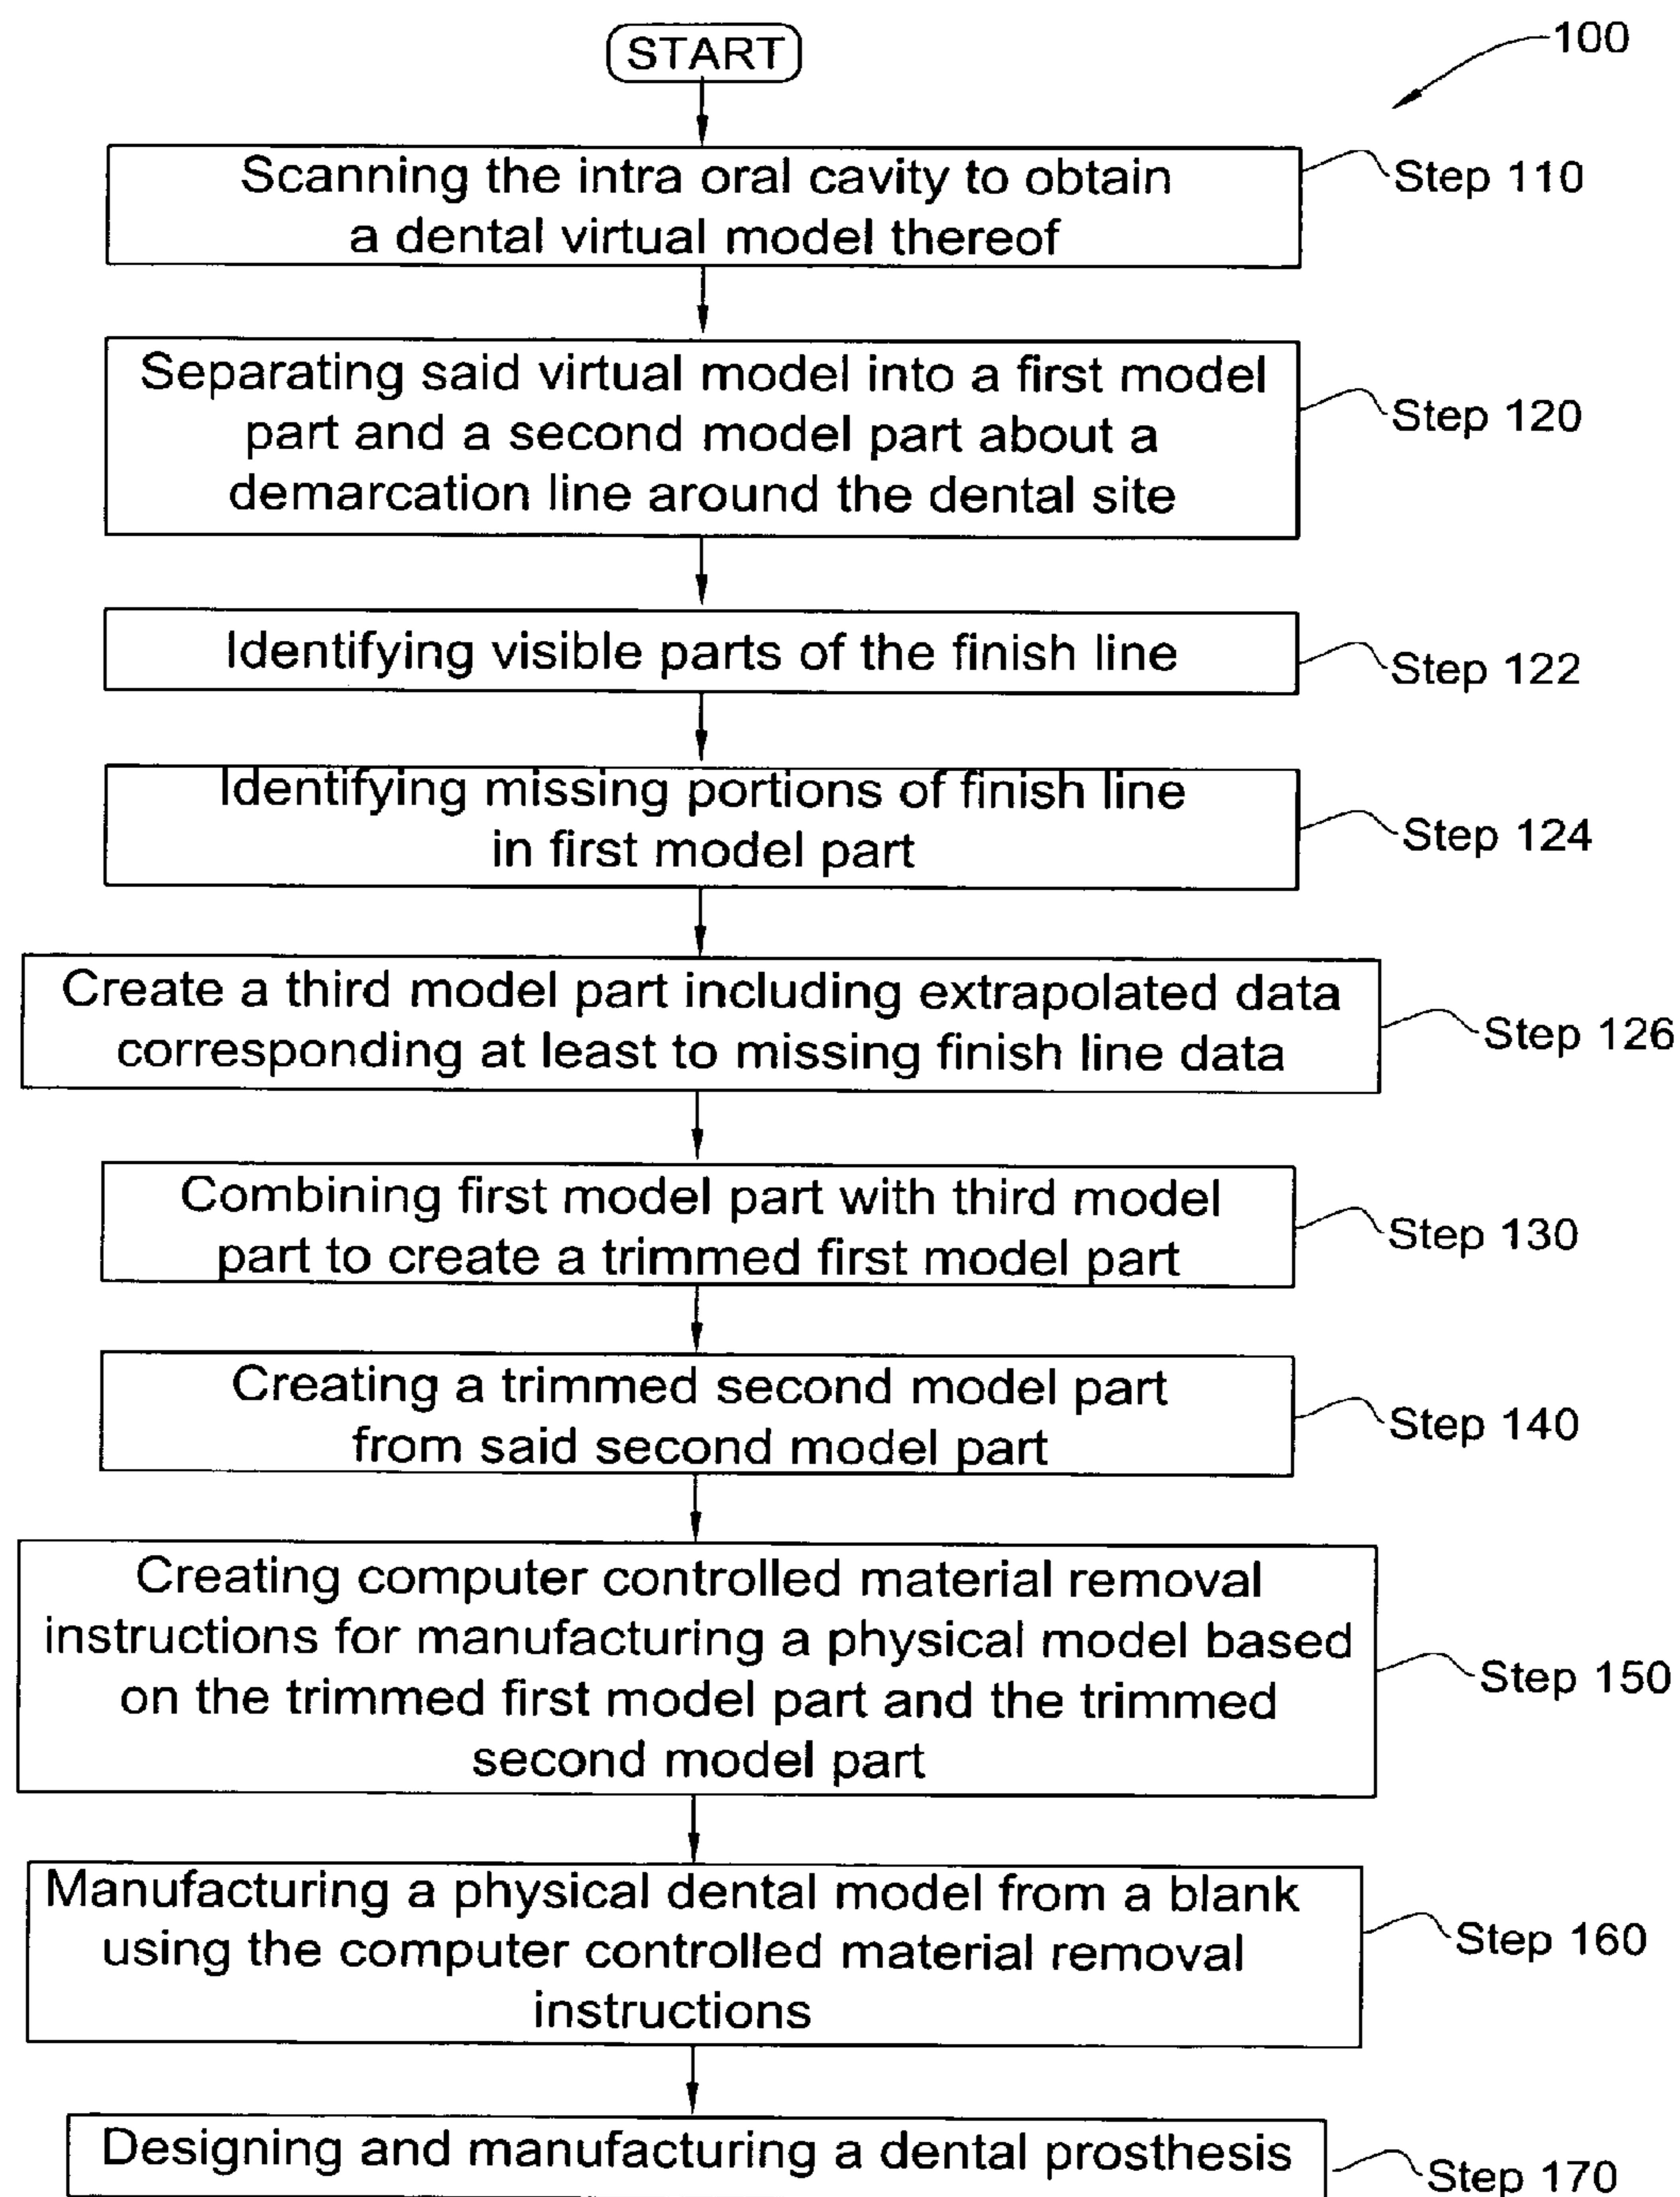 START
100
Scanning the intra oral cavity to obtain
a dental virtual model thereof
Step 110
Separating said virtual model into a first model
part and a second model part about a
demarcation line around the dental site
Step 120
Identifying visible parts of the finish line
Step 122
Identifying missing portions of finish line
in first model part
Step 124
Create a third model part including extrapolated data
corresponding at least to missing finish line data
Step 126
Combining first model part with third model
part to create a trimmed first model part
Step 130
Creating a trimmed second model part
from said second model part
Step 140
Creating computer controlled material removal
instructions for manufacturing a physical model based
on the trimmed first model part and the trimmed
second model part
Step 150
Manufacturing a physical dental model from a blank
using the computer controlled material removal
instructions
Step 160
Designing and manufacturing a dental prosthesis
Step 170